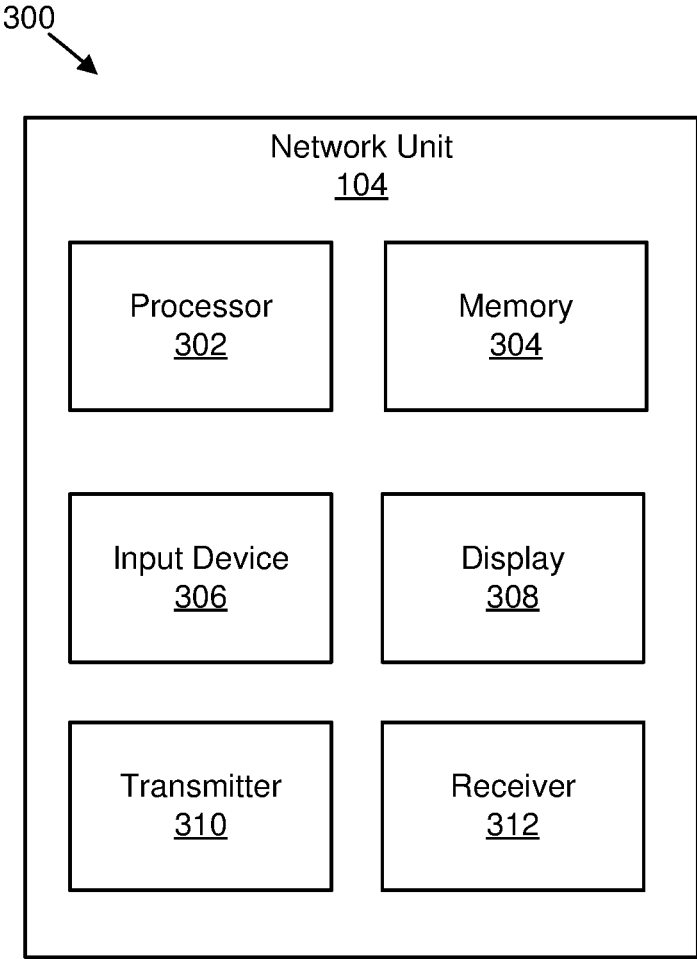 300
Network Unit
104
Processor
302
Memory
304
Input Device
306
Display
308
Transmitter
310
Receiver
312